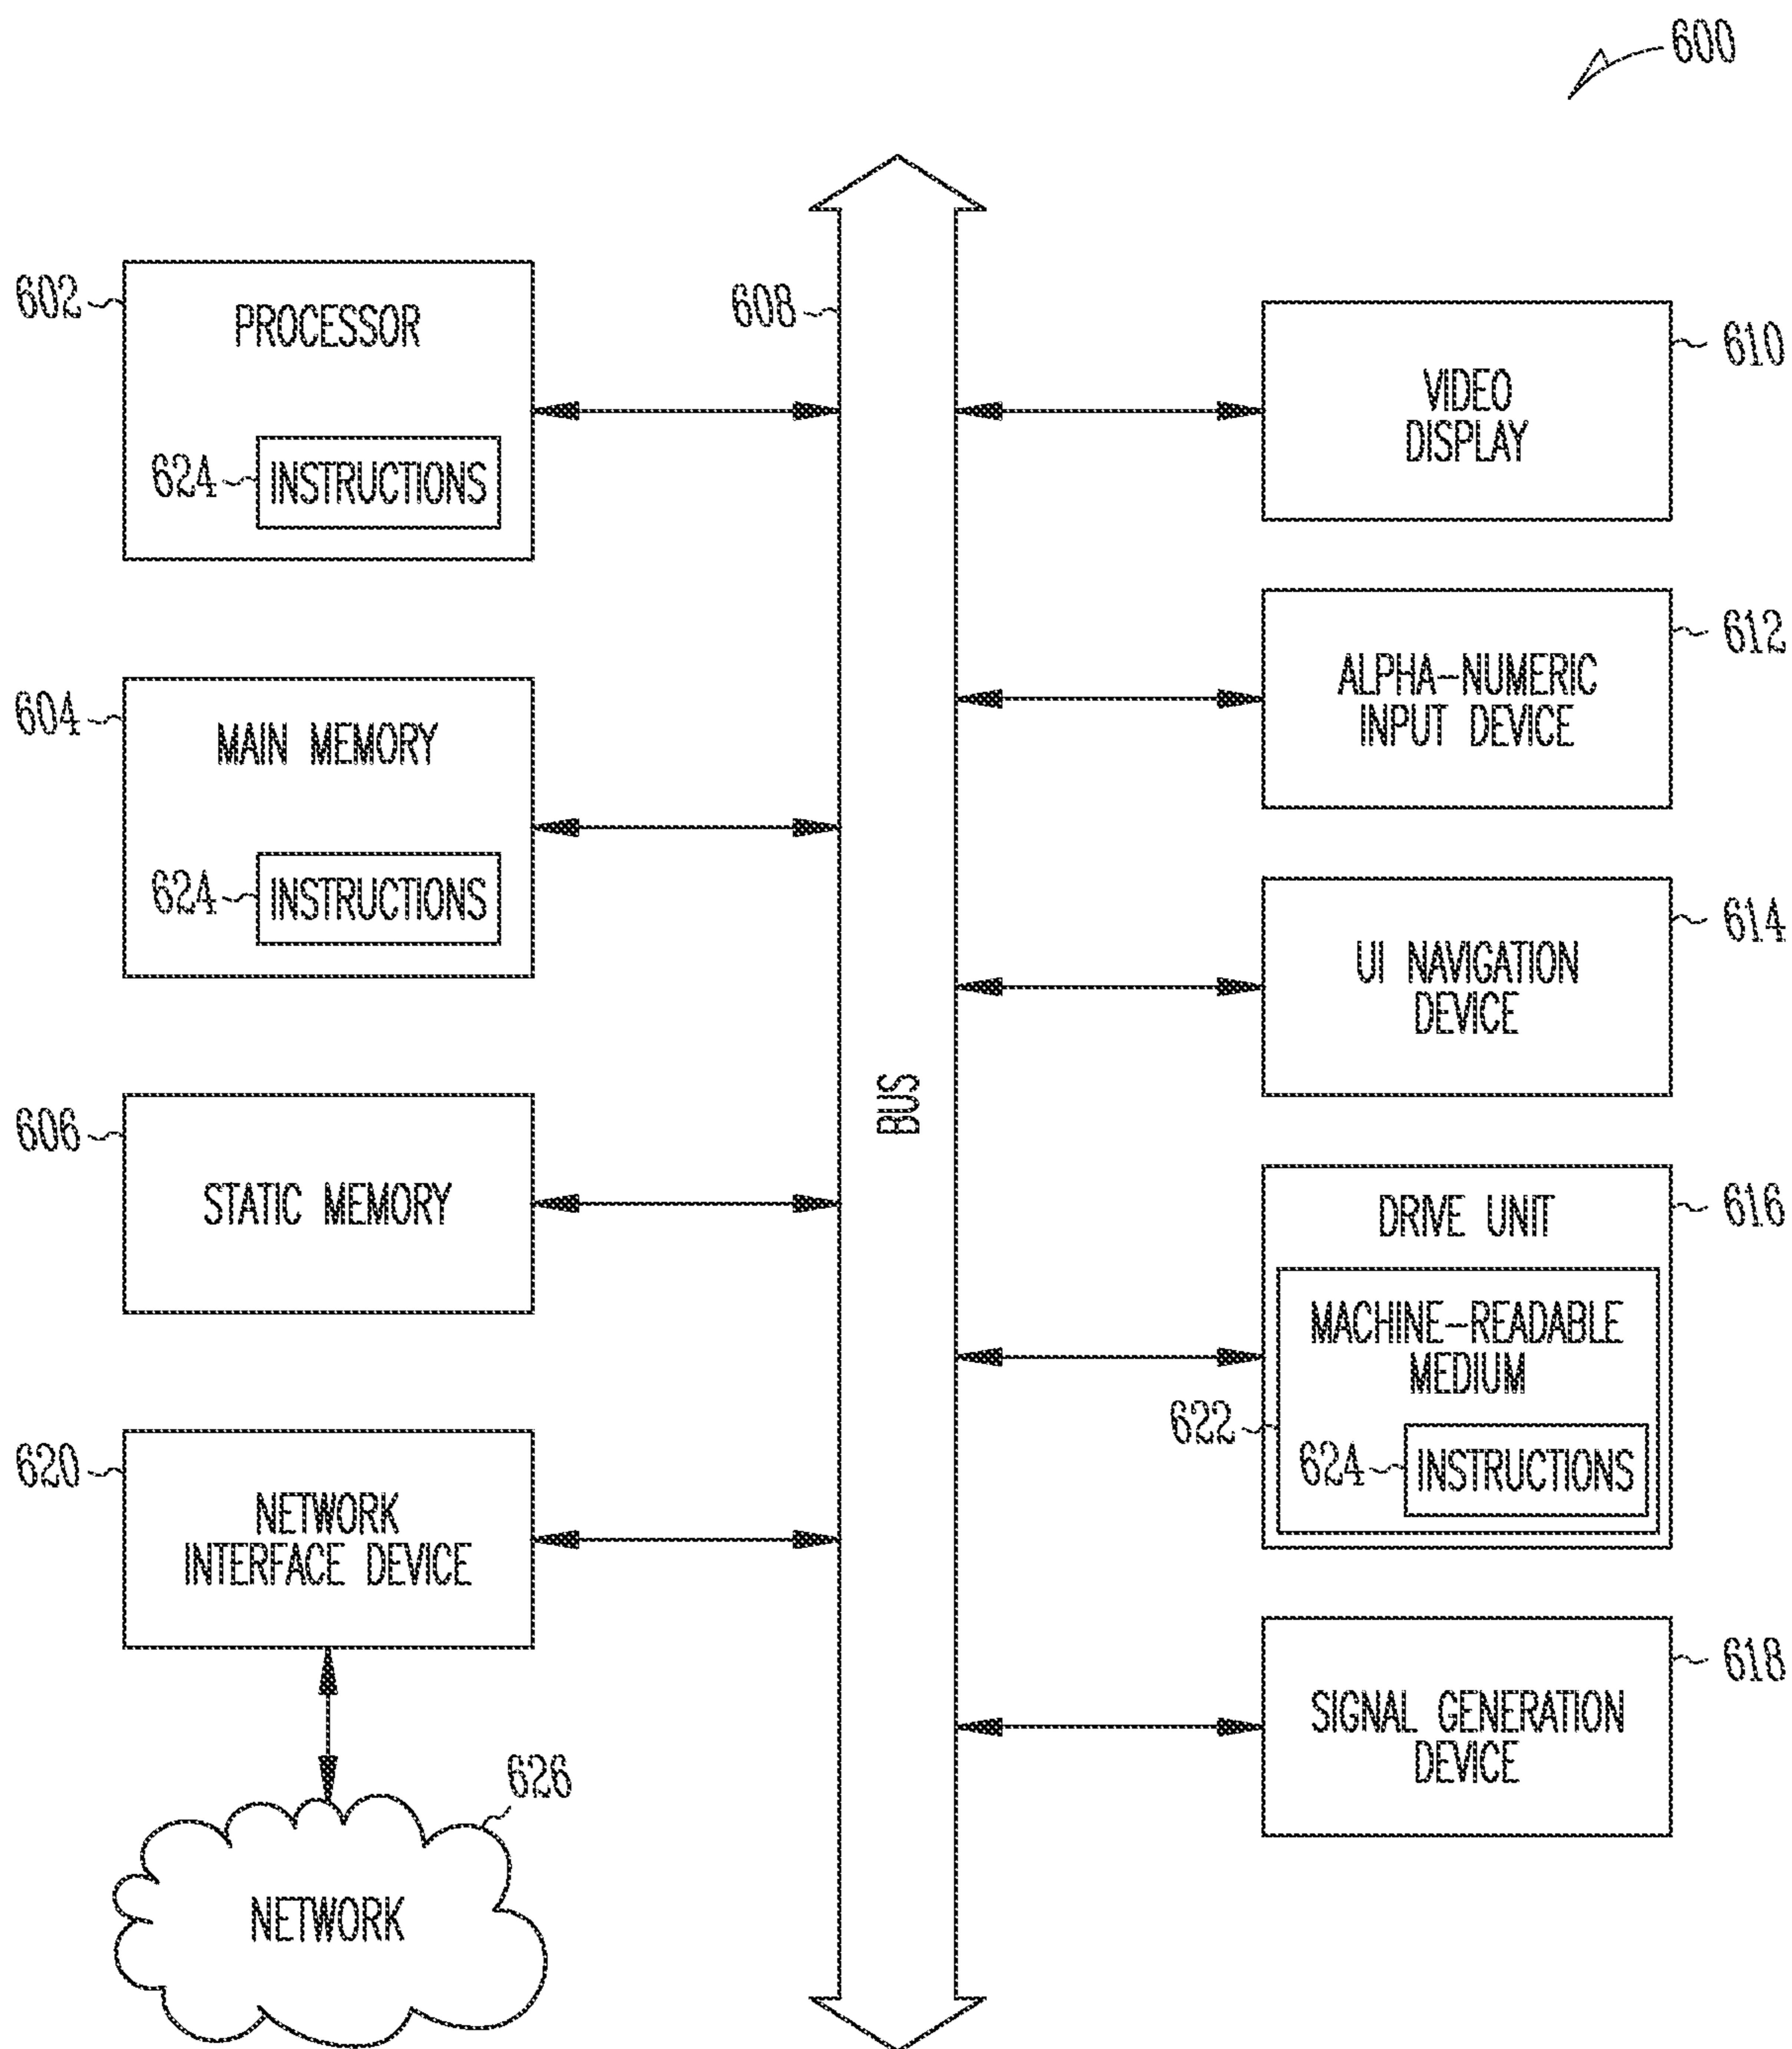 600
602
PROCESSOR
624
INSTRUCTIONS
604
MAIN MEMORY
624
INSTRUCTIONS
606
STATIC MEMORY
620
NETWORK
INTERFACE DEVICE
626
NETWORK
608
BUS
610
VIDEO
DISPLAY
612
ALPHA-NUMERIC
INPUT DEVICE
614
UI NAVIGATION
DEVICE
616
DRIVE UNIT
MACHINE-READABLE
MEDIUM
622
624
INSTRUCTIONS
618
SIGNAL GENERATION
DEVICE